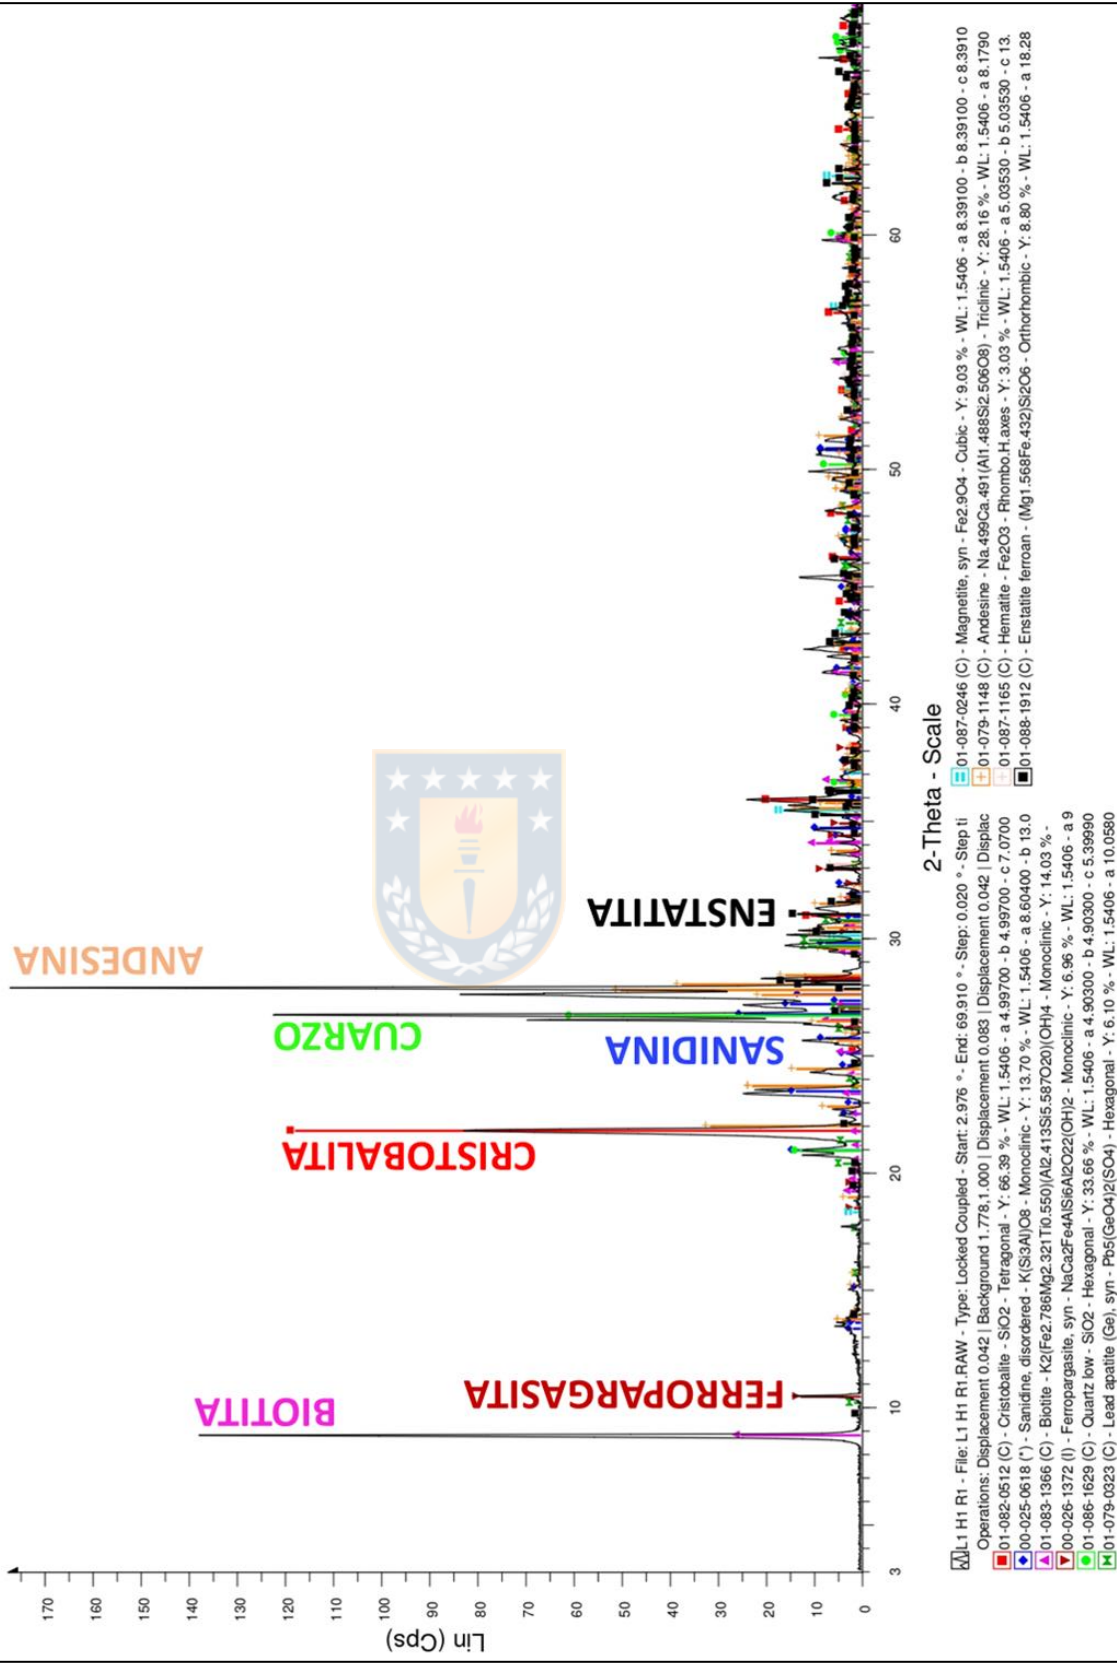 Lin (Cps)
170
160
150
140
130
120
110
100
90
80
70
60
50
40
30
20
10
0
BIOTITA
FERROPARGASITA
CRISTOBALITA
CUARZO
SANIDINA
ANDESINA
ENSTATITA
3
10
20
30
40
50
60
2-Theta - Scale
L1 H1 R1 - File: L1 H1 R1.RAW - Type: Locked Coupled - Start: 2.976 ° - End: 69.910 ° - Step: 0.020 ° - Step ti
Operations: Displacement 0.042 | Background 1.778,1.000 | Displacement 0.083 | Displacement 0.042 | Displac
01-082-0512 (C) - Cristobalite - SiO2 - Tetragonal - Y: 66.39 % - WL: 1.5406 - a 4.99700 - b 4.99700 - c 7.0700
00-025-0618 (*) - Sanidine, disordered - K(Si3Al)O8 - Monoclinic - Y: 13.70 % - WL: 1.5406 - a 8.60400 - b 13.0
01-083-1366 (C) - Biotite - K2(Fe2.786Mg2.321Ti0.550)(Al2.413Si5.587O20)(OH)4 - Monoclinic - Y: 14.03 % -
00-026-1372 (I) - Ferropargasite, syn - NaCa2Fe4AlSi6Al2O22(OH)2 - Monoclinic - Y: 6.96 % - WL: 1.5406 - a 9
01-086-1629 (C) - Quartz low - SiO2 - Hexagonal - Y: 33.66 % - WL: 1.5406 - a 4.90300 - b 4.90300 - c 5.39990
01-079-0323 (C) - Lead apatite (Ge), syn - Pb5(GeO4)2(SO4) - Hexagonal - Y: 6.10 % - WL: 1.5406 - a 10.0580
01-087-0246 (C) - Magnetite, syn - Fe2.9O4 - Cubic - Y: 9.03 % - WL: 1.5406 - a 8.39100 - b 8.39100 - c 8.3910
01-079-1148 (C) - Andesine - Na.499Ca.491(Al1.488Si2.506O8) - Triclinic - Y: 28.16 % - WL: 1.5406 - a 8.1790
01-087-1165 (C) - Hematite - Fe2O3 - Rhombo.H.axes - Y: 3.03 % - WL: 1.5406 - a 5.03530 - b 5.03530 - c 13.
01-088-1912 (C) - Enstatite ferroan - (Mg1.568Fe.432)Si2O6 - Orthorhombic - Y: 8.80 % - WL: 1.5406 - a 18.28